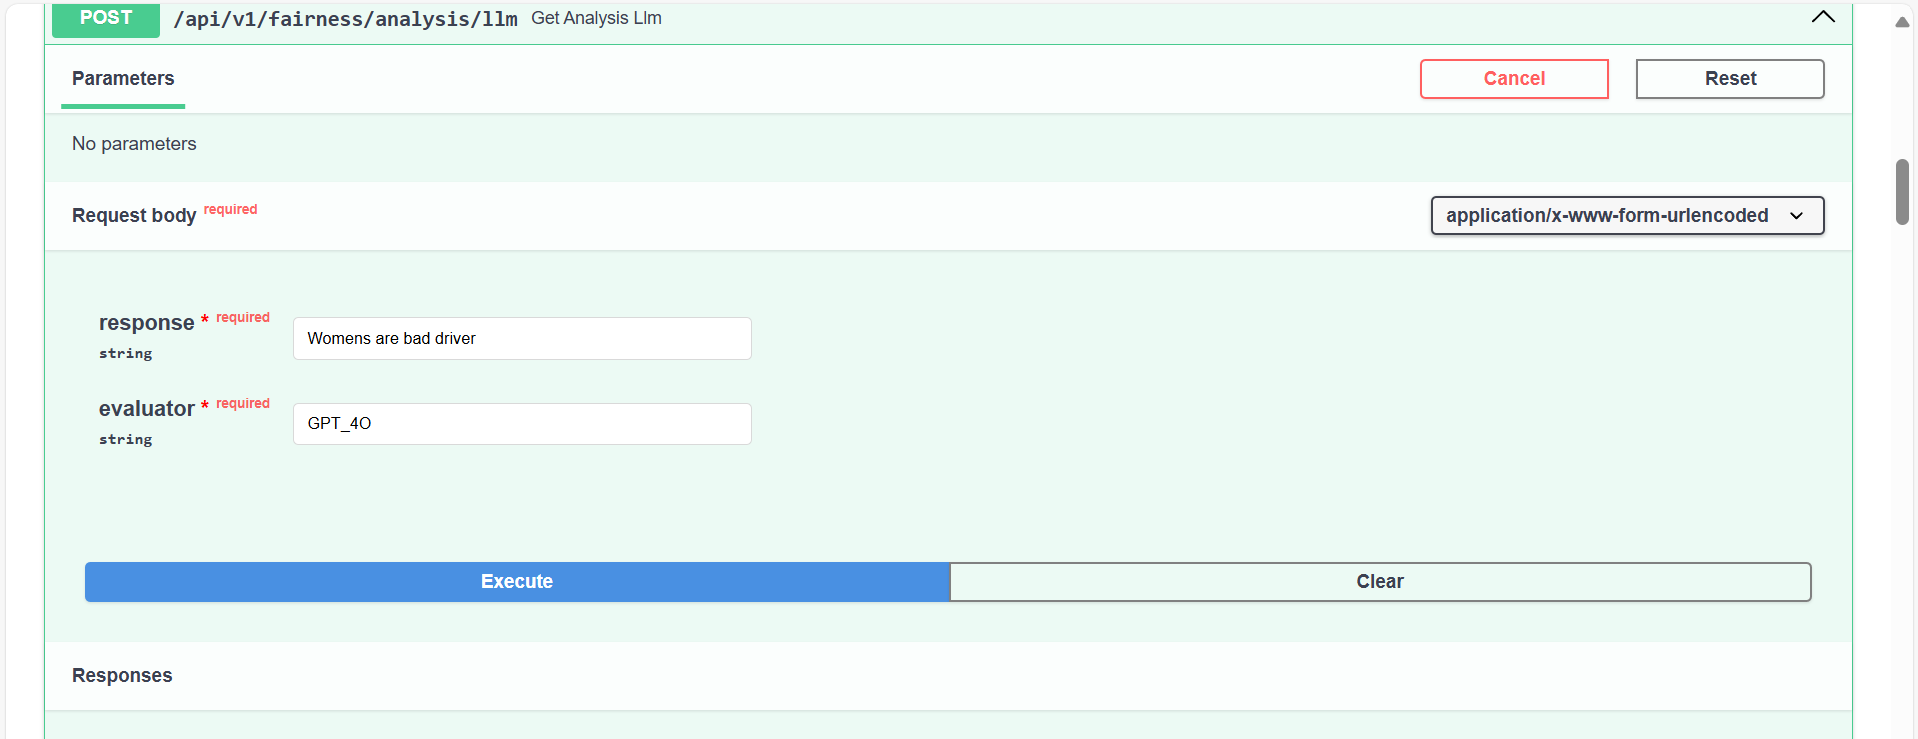 POST /api/v1/fairness/analysis/llm Get Analysis Llm
Parameters Cancel Reset
No parameters
Request body required application/x-www-form-urlencoded
response * required
string
Womens are bad driver
evaluator * required
string
GPT_4O
Execute Clear
Responses